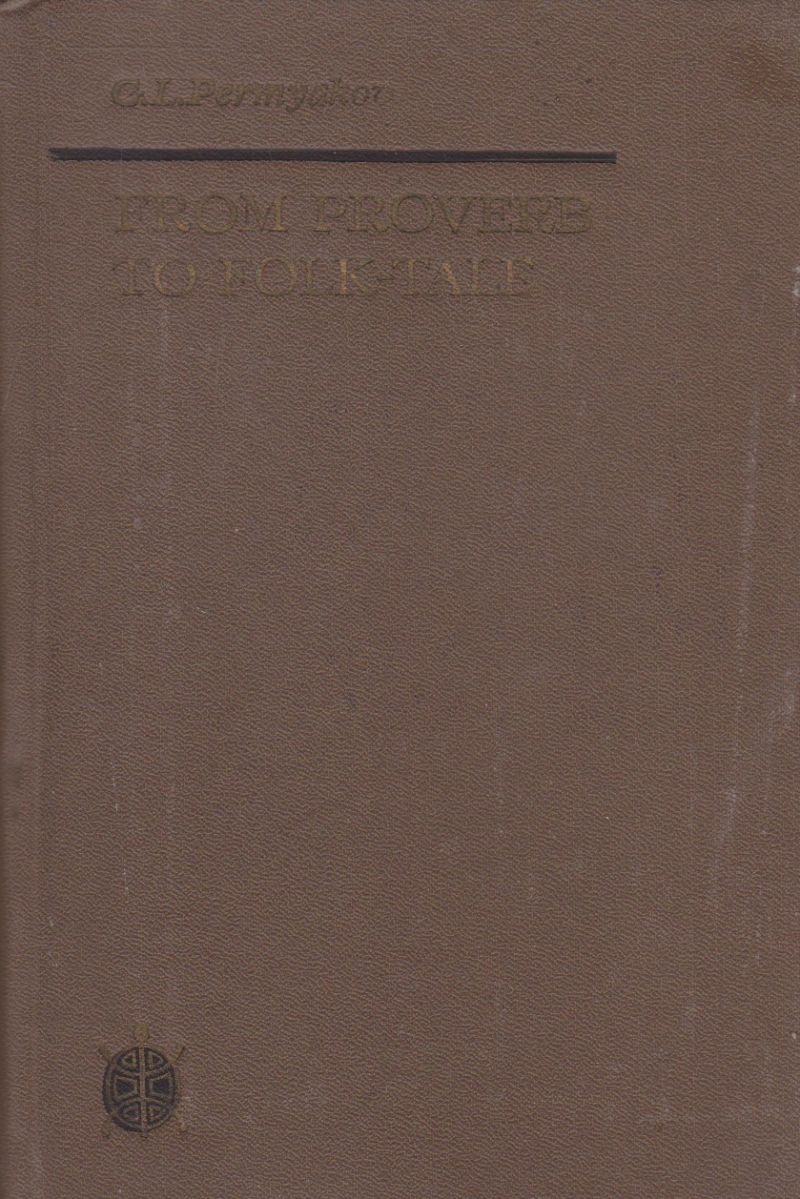 G.L.Permyakov
FROM PROVERB
TO FOLK-TALE